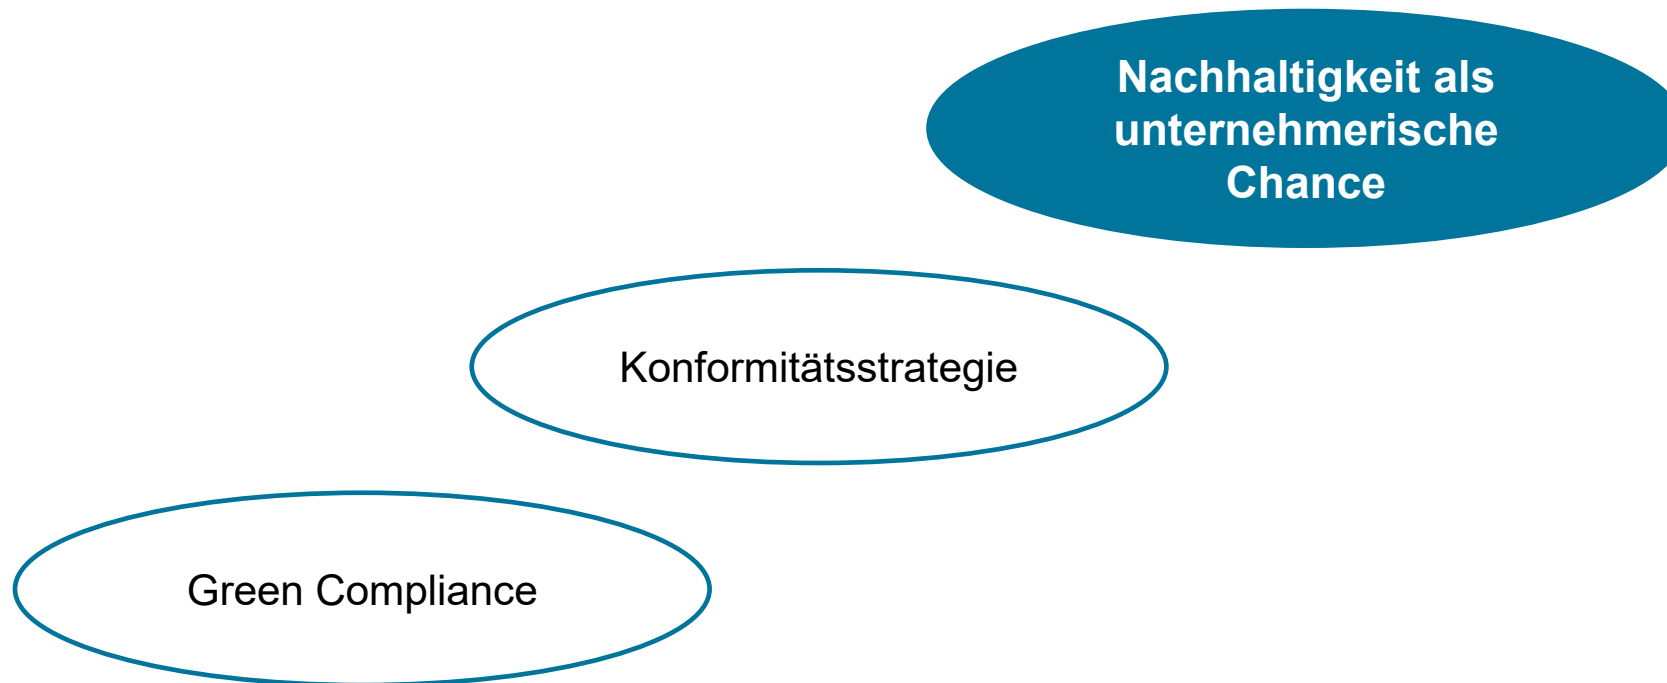 Nachhaltigkeit als
unternehmerische
Chance
Konformitätsstrategie
Green Compliance